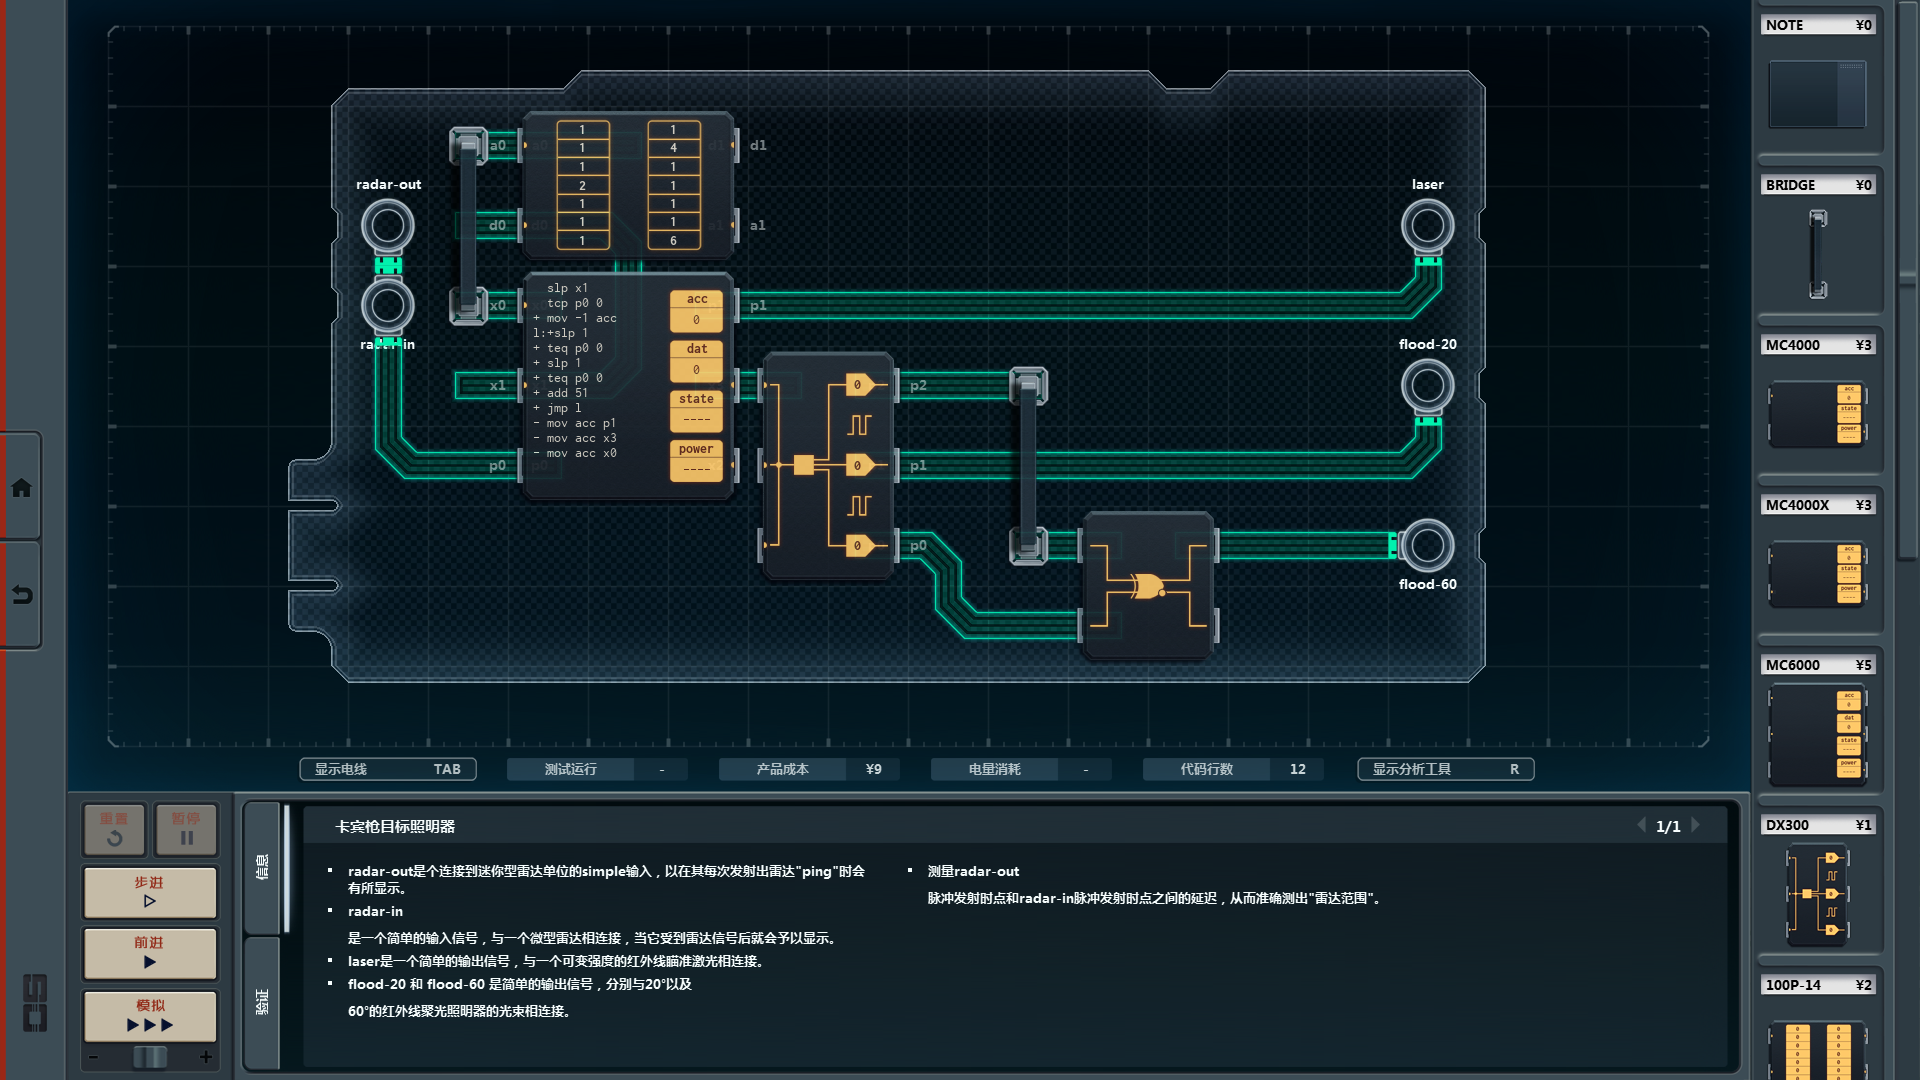 NOTE ¥0
BRIDGE ¥0
MC4000 ¥3
MC4000X ¥3
MC6000 ¥5
DX300 ¥1
100P-14 ¥2
radar-out
radar-in
laser
flood-20
flood-60
a0
d0
d1
a1
1
1
1
2
1
1
1
1
4
1
1
1
1
6
x0
x1
p0
p1
slp x1
tcp p0 0
+ mov -1 acc
l:+slp 1
+ teq p0 0
+ slp 1
+ teq p0 0
+ add 51
+ jmp l
- mov acc p1
- mov acc x3
- mov acc x0
acc
0
dat
0
state
----
power
----
0
0
0
p2
p1
p0
显示电线 TAB
测试运行 -
产品成本 ¥9
电量消耗 -
代码行数 12
显示分析工具 R
重置
暂停
步进
前进
模拟
- +
信息
验证
卡宾枪目标照明器
1/1
▪ radar-out是个连接到迷你型雷达单位的simple输入，以在其每次发射出雷达"ping"时会
有所显示。
▪ radar-in
是一个简单的输入信号，与一个微型雷达相连接，当它受到雷达信号后就会予以显示。
▪ laser是一个简单的输出信号，与一个可变强度的红外线瞄准激光相连接。
▪ flood-20 和 flood-60 是简单的输出信号，分别与20°以及
60°的红外线聚光照明器的光束相连接。
▪ 测量radar-out
脉冲发射时点和radar-in脉冲发射时点之间的延迟，从而准确测出"雷达范围"。